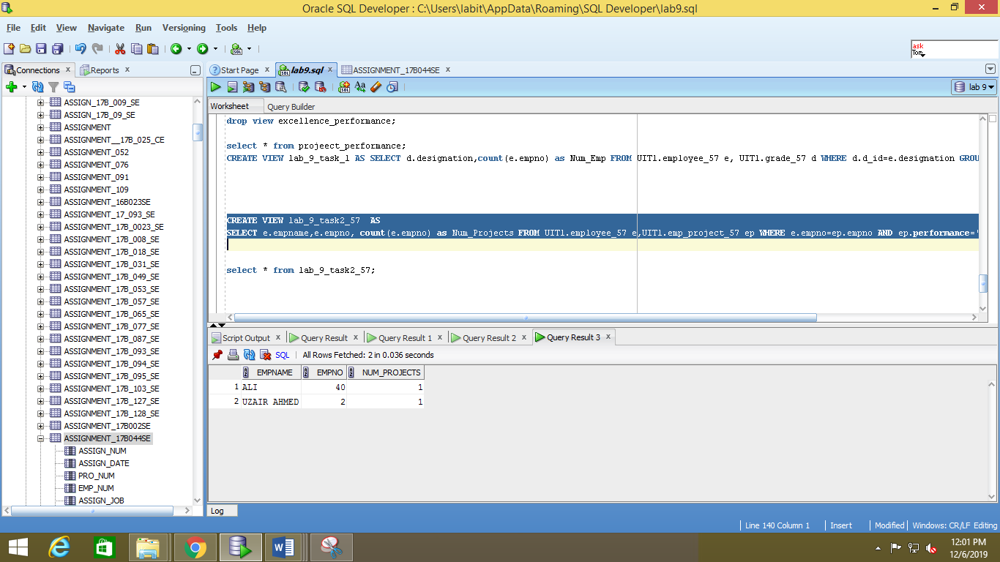 Oracle SQL Developer : C:\Users\labit\AppData\Roaming\SQL Developer\lab9.sql
File Edit View Navigate Run Versioning Tools Help
ask
Tom
Connections x Reports x
Start Page x lab9.sql x ASSIGNMENT_17B044SE x
lab 9
Worksheet Query Builder
ASSIGN_17B_009_SE
ASSIGN_17B_09_SE
ASSIGNMENT
ASSIGNMENT__17B_025_CE
ASSIGNMENT_052
ASSIGNMENT_076
ASSIGNMENT_091
ASSIGNMENT_109
ASSIGNMENT_16B023SE
ASSIGNMENT_17_093_SE
ASSIGNMENT_17B_0023_SE
ASSIGNMENT_17B_008_SE
ASSIGNMENT_17B_018_SE
ASSIGNMENT_17B_031_SE
ASSIGNMENT_17B_049_SE
ASSIGNMENT_17B_053_SE
ASSIGNMENT_17B_057_SE
ASSIGNMENT_17B_065_SE
ASSIGNMENT_17B_077_SE
ASSIGNMENT_17B_087_SE
ASSIGNMENT_17B_093_SE
ASSIGNMENT_17B_094_SE
ASSIGNMENT_17B_095_SE
ASSIGNMENT_17B_103_SE
ASSIGNMENT_17B_127_SE
ASSIGNMENT_17B_128_SE
ASSIGNMENT_17B002SE
ASSIGNMENT_17B044SE
ASSIGN_NUM
ASSIGN_DATE
PRO_NUM
EMP_NUM
ASSIGN_JOB
drop view excellence_performance;
select * from projeect_performance;
CREATE VIEW lab_9_task_1 AS SELECT d.designation,count(e.empno) as Num_Emp FROM UIT1.employee_57 e, UIT1.grade_57 d WHERE d.d_id=e.designation GROU
CREATE VIEW lab_9_task2_57 AS
SELECT e.empname,e.empno, count(e.empno) as Num_Projects FROM UIT1.employee_57 e,UIT1.emp_project_57 ep WHERE e.empno=ep.empno AND ep.performance='
select * from lab_9_task2_57;
Script Output x Query Result x Query Result 1 x Query Result 2 x Query Result 3 x
SQL | All Rows Fetched: 2 in 0.036 seconds
EMPNAME EMPNO NUM_PROJECTS
1 ALI 40 1
2 UZAIR AHMED 2 1
Log
Line 140 Column 1 | Insert | Modified | Windows: CR/LF Editing
12:01 PM
12/6/2019